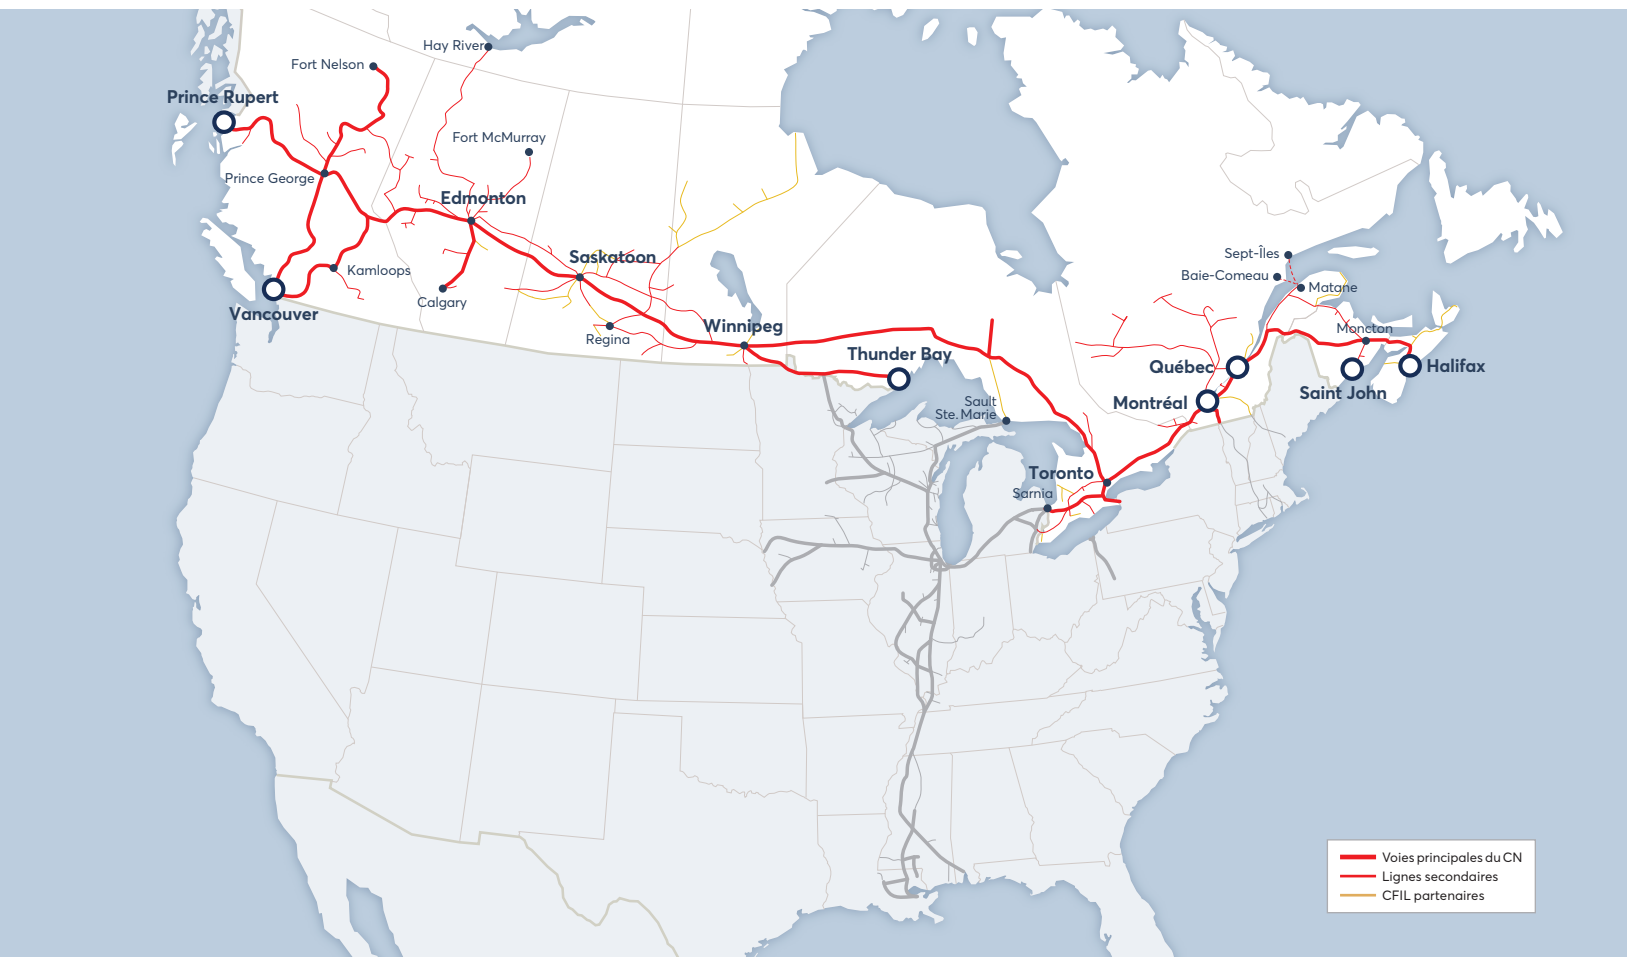 Hay River
Fort Nelson
Prince Rupert
Fort McMurray
Prince George
Edmonton
Saskatoon
Kamloops
Calgary
Vancouver
Regina
Winnipeg
Thunder Bay
Sault
Ste. Marie
Toronto
Sarnia
Sept-Îles
Baie-Comeau
Matane
Moncton
Québec
Halifax
Saint John
Montréal
Voies principales du CN
Lignes secondaires
CFIL partenaires